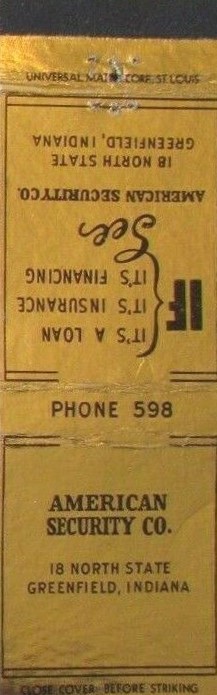 UNIVERSAL MATCH CORP., ST. LOUIS
IF
IT'S A LOAN
IT'S INSURANCE
IT'S FINANCING
See
AMERICAN SECURITY CO.
18 NORTH STATE
GREENFIELD, INDIANA
PHONE 598
AMERICAN
SECURITY CO.
18 NORTH STATE
GREENFIELD, INDIANA
CLOSE COVER BEFORE STRIKING